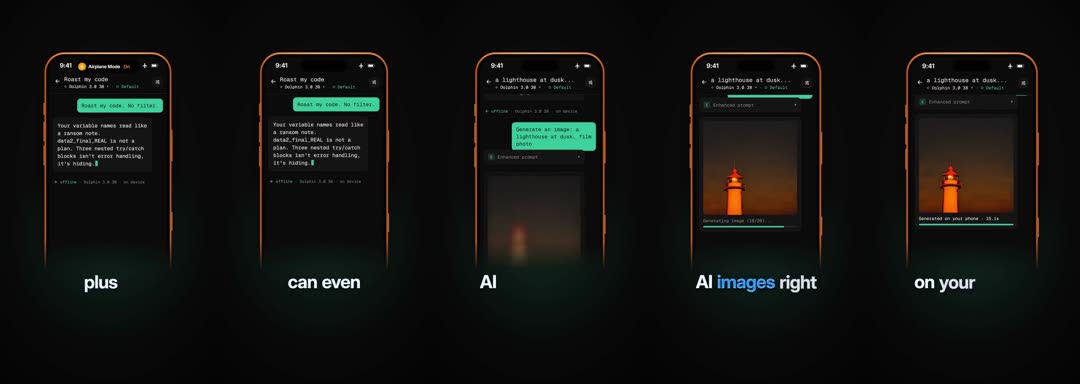 9:41
Airplane Mode On
Roast my code
Dolphin 3.0 3B
Default
Roast my code. No filter.
Your variable names read like
a ransom note.
data2_final_REAL is not a
plan. Three nested try/catch
blocks isn't error handling,
it's hiding.
offline · Dolphin 3.0 3B · on device
plus
9:41
Roast my code
Dolphin 3.0 3B
Default
Roast my code. No filter.
Your variable names read like
a ransom note.
data2_final_REAL is not a
plan. Three nested try/catch
blocks isn't error handling,
it's hiding.
offline · Dolphin 3.0 3B · on device
can even
9:41
a lighthouse at dusk...
Dolphin 3.0 3B
Default
offline · Dolphin 3.0 3B · on device
Generate an image: a
lighthouse at dusk, film
photo
Enhanced prompt
AI
9:41
a lighthouse at dusk...
Dolphin 3.0 3B
Default
Enhanced prompt
Generating image (16/20)...
AI images right
9:41
a lighthouse at dusk...
Dolphin 3.0 3B
Default
Enhanced prompt
Generated on your phone · 15.1s
on your